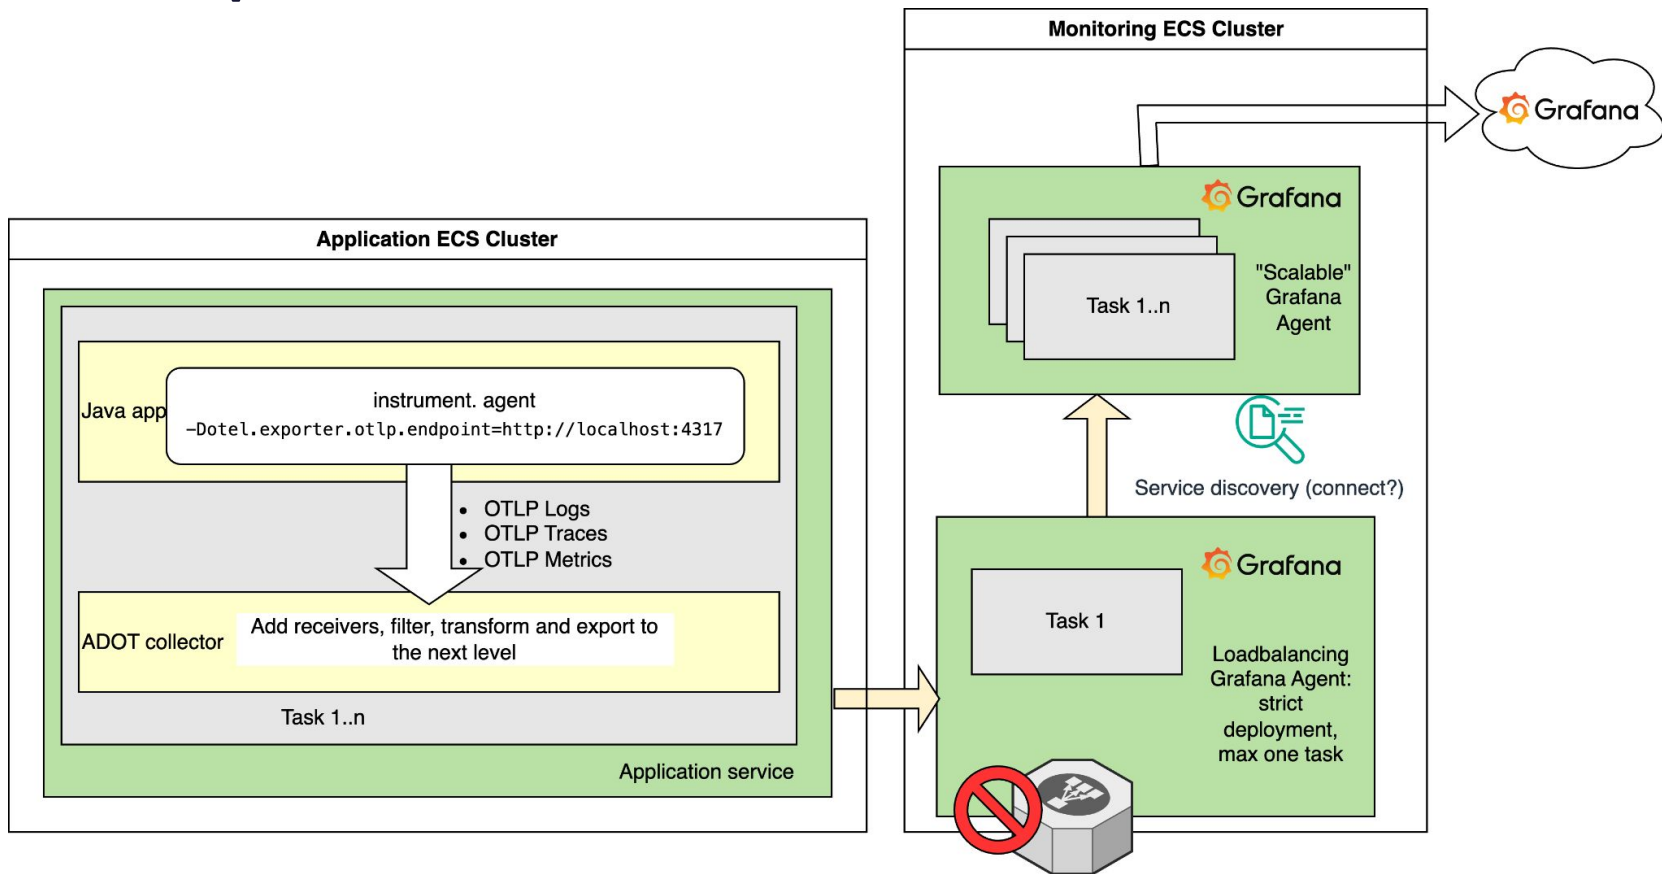 Monitoring ECS Cluster
Grafana
Grafana
"Scalable"
Grafana
Agent
Task 1..n
Service discovery (connect?)
Grafana
Task 1
Loadbalancing
Grafana Agent:
strict
deployment,
max one task
Application ECS Cluster
Java app
instrument. agent
-Dotel.exporter.otlp.endpoint=http://localhost:4317
• OTLP Logs
• OTLP Traces
• OTLP Metrics
ADOT collector
Add receivers, filter, transform and export to
the next level
Task 1..n
Application service